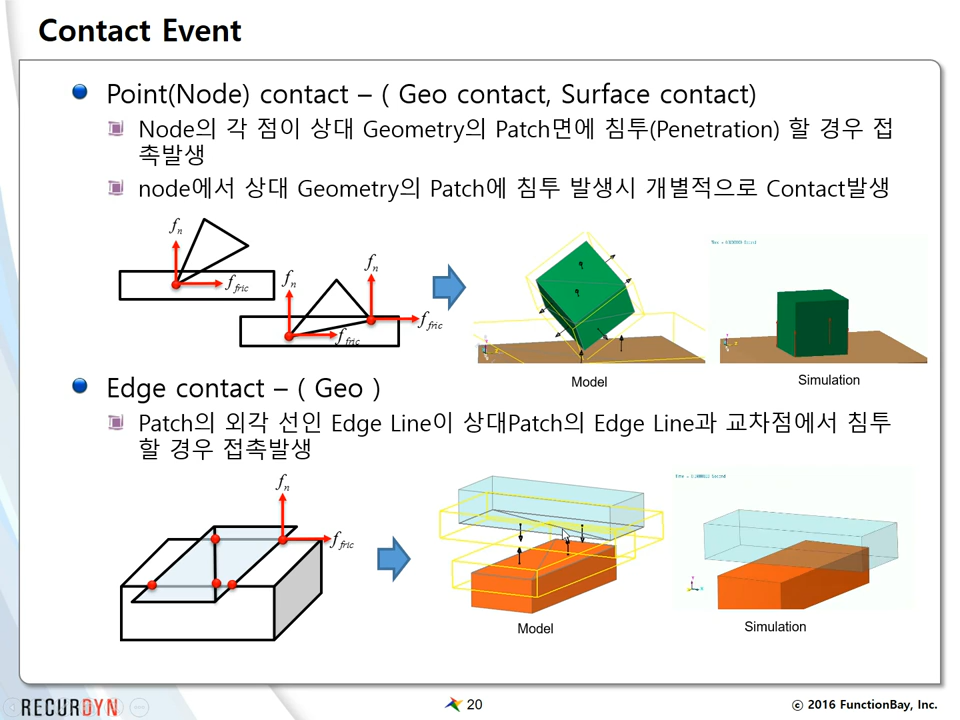 Contact Event
Point(Node) contact – ( Geo contact, Surface contact)
Node의 각 점이 상대 Geometry의 Patch면에 침투(Penetration) 할 경우 접
촉발생
node에서 상대 Geometry의 Patch에 침투 발생시 개별적으로 Contact발생
fn
ffric
fn
ffric
fn
ffric
Model
Simulation
Edge contact – ( Geo )
Patch의 외각 선인 Edge Line이 상대Patch의 Edge Line과 교차점에서 침투
할 경우 접촉발생
fn
ffric
Model
Simulation
RECURDYN
20
© 2016 FunctionBay, Inc.